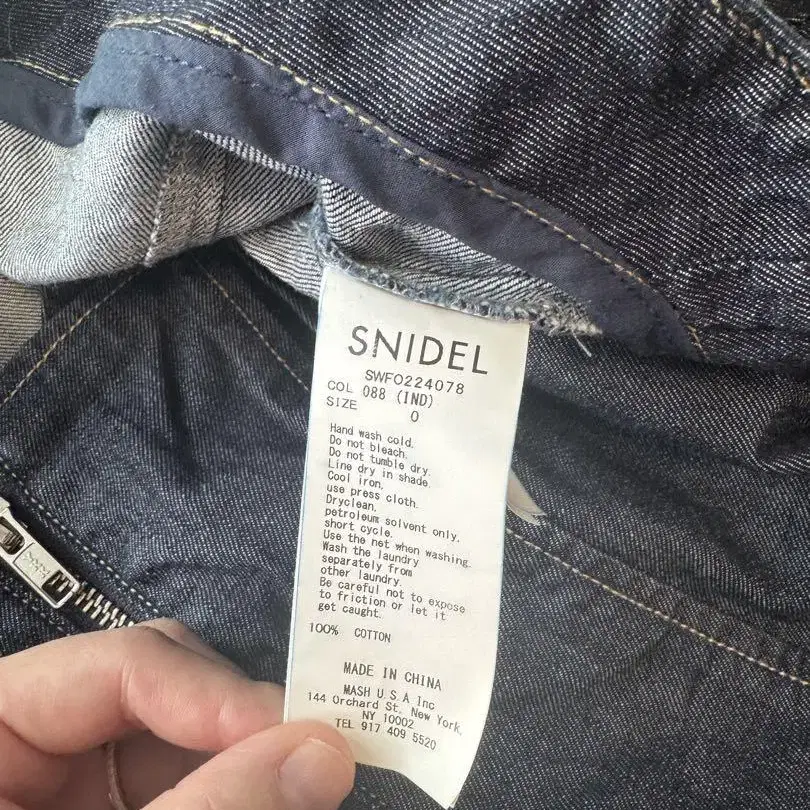 SNIDEL
SWFO224078
COL 088 (IND)
SIZE 0
Hand wash cold.
Do not bleach.
Do not tumble dry.
Line dry in shade.
Cool iron.
use press cloth.
Dryclean,
petroleum solvent only,
short cycle.
Use the net when washing.
Wash the laundry
separately from
other laundry.
Be careful not to expose
to friction or let it
get caught.
100% COTTON
MADE IN CHINA
MASH U S A Inc
144 Orchard St. New York,
NY 10002
TEL 917 409 5520